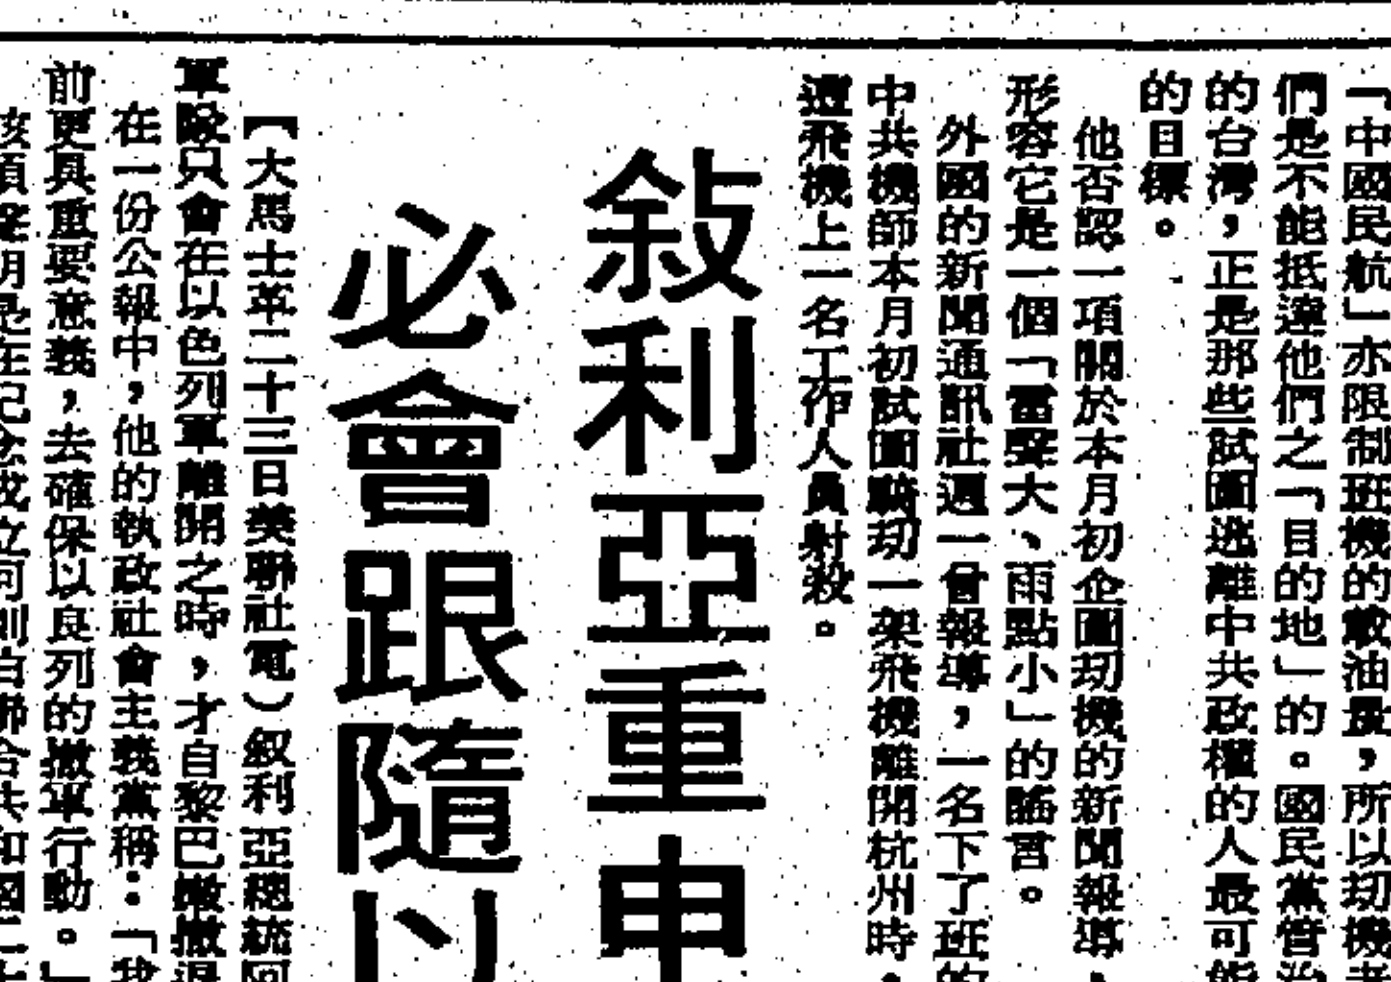 「中國民航」亦限制班機的載油量，所以刧機者
們是不能抵達他們之「目的地」的。國民黨管治
的台灣，正是那些試圖逃離中共政權的人最可能
的目標。
他否認一項關於本月初企圖刧機的新聞報導，
形容它是一個「雷聲大、雨點小」的謠言。
外國的新聞通訊社週一曾報導，一名下了班的
中共機師本月初試圖騎刧一架飛機離開杭州時，
遭飛機上一名工作人員射殺。
敍利亞重申
必會跟隨以
【大馬士革二十三日美聯社電）敘利亞總統阿
軍隊只會在以色列軍離開之時，才自黎巴嫩撤退
在一份公報中，他的執政社會主義黨稱：「我
前更具重要意義，去確保以色列的撤軍行動。」